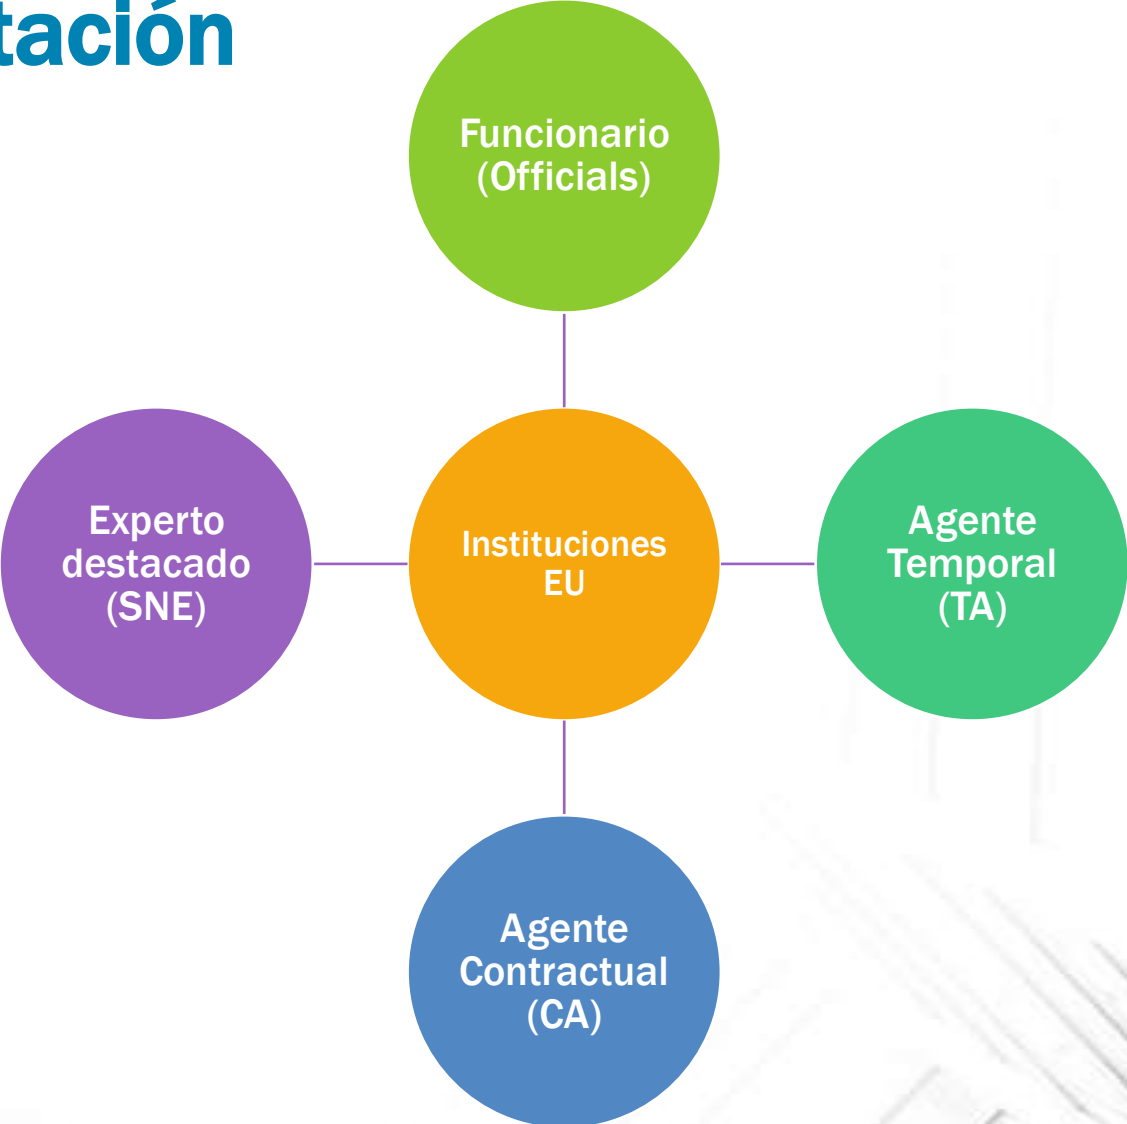 tación
Funcionario
(Officials)
Experto
destacado
(SNE)
Instituciones
EU
Agente
Temporal
(TA)
Agente
Contractual
(CA)